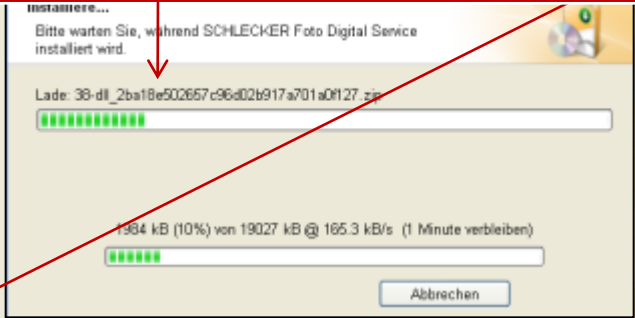 Installiere...
Bitte warten Sie, während SCHLECKER Foto Digital Service
installiert wird.
Lade: 38-dll_2ba18e502657c96d02b917a701a0f127.zip
1984 kB (10%) von 19027 kB @ 165.3 kB/s (1 Minute verbleiben)
Abbrechen